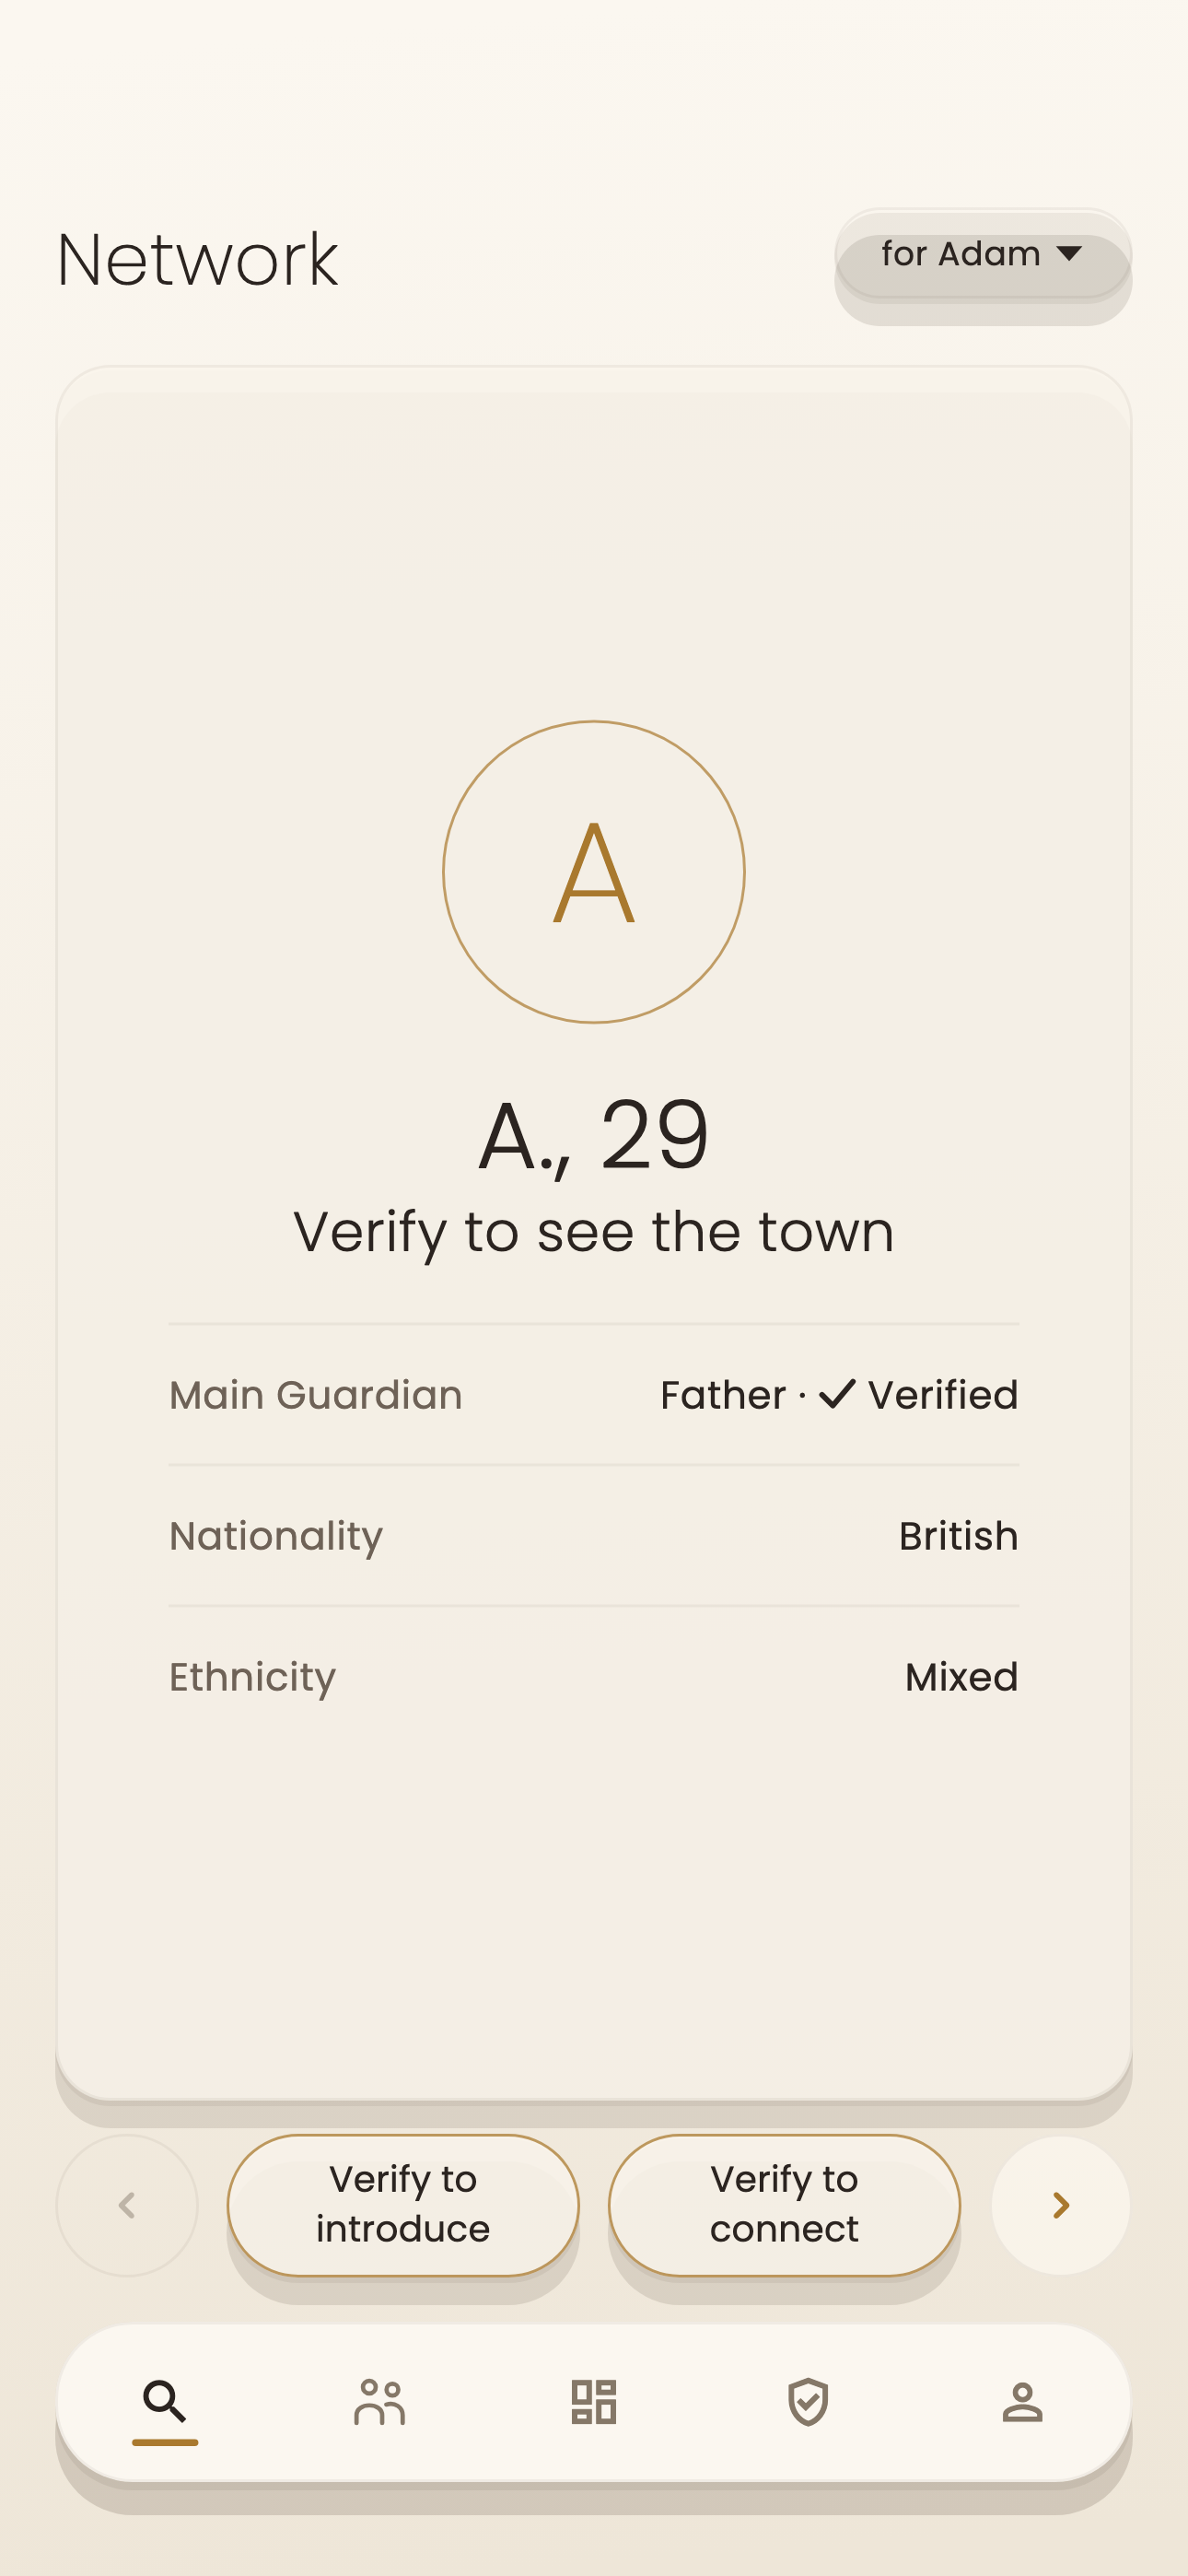 Network
for Adam
A
A., 29
Verify to see the town
Main Guardian Father · ✓ Verified
Nationality British
Ethnicity Mixed
Verify to
introduce
Verify to
connect